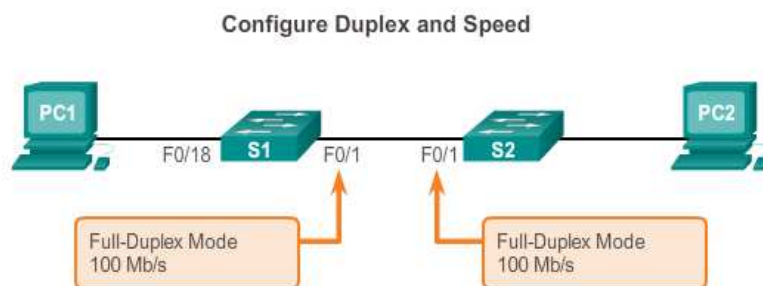 Configure Duplex and Speed
PC1
F0/18
S1
F0/1
F0/1
S2
PC2
Full-Duplex Mode
100 Mb/s
Full-Duplex Mode
100 Mb/s